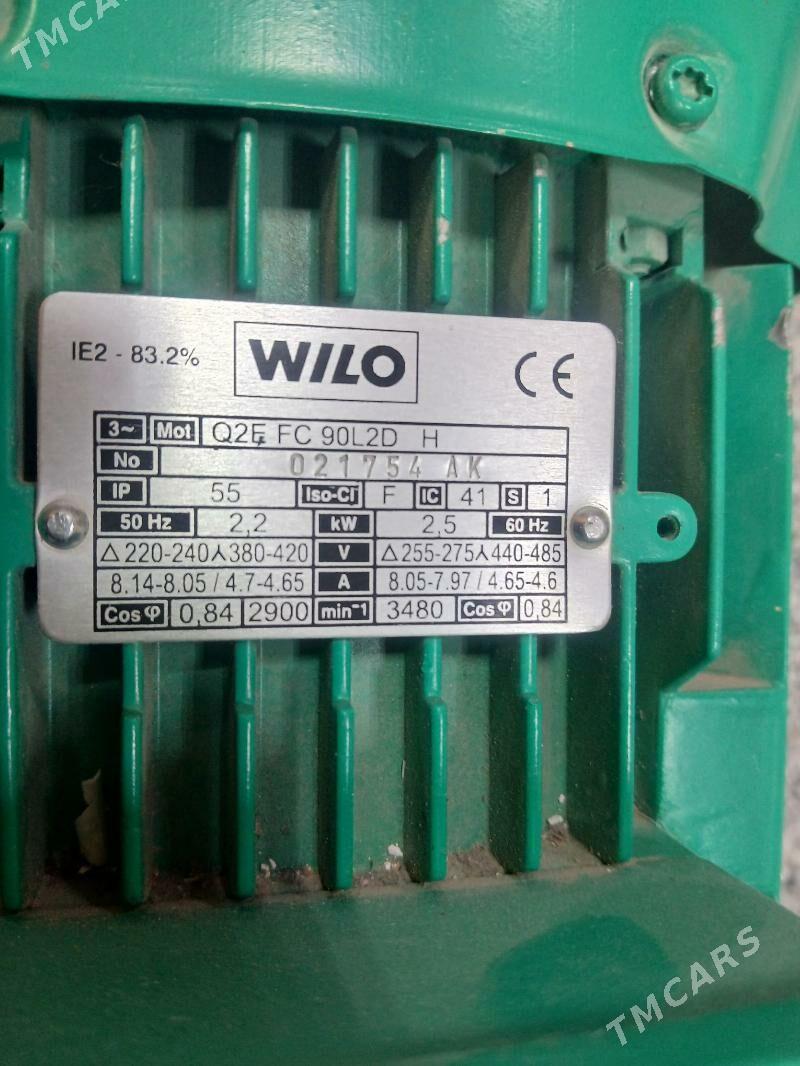 TMCARS
IE2 - 83.2% WILO CE
3~ Mot Q2E FC 90L2D H
No 021754 AK
IP 55 Iso-Cl F IC 41 S 1
50 Hz 2,2 kW 2,5 60 Hz
△220-240⅄380-420 V △255-275⅄440-485
8.14-8.05 / 4.7-4.65 A 8.05-7.97 / 4.65-4.6
Cos φ 0,84 2900 min⁻¹ 3480 Cos φ 0,84
TMCARS